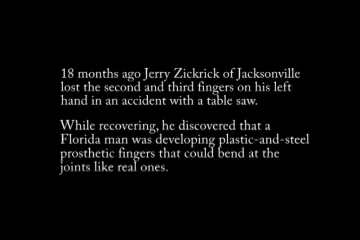 18 months ago Jerry Zickrick of Jacksonville
lost the second and third fingers on his left
hand in an accident with a table saw.
While recovering, he discovered that a
Florida man was developing plastic-and-steel
prosthetic fingers that could bend at the
joints like real ones.